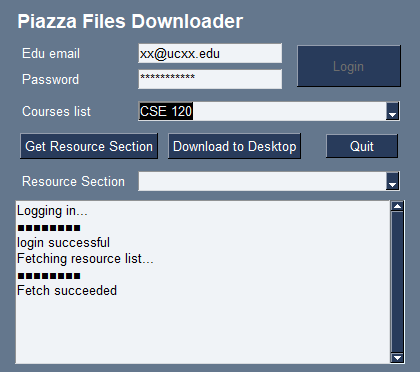 Piazza Files Downloader
Edu email xx@ucxx.edu
Login
Password ***********
Courses list CSE 120
Get Resource Section Download to Desktop Quit
Resource Section
Logging in...
■■■■■■■■
login successful
Fetching resource list...
■■■■■■■■
Fetch succeeded